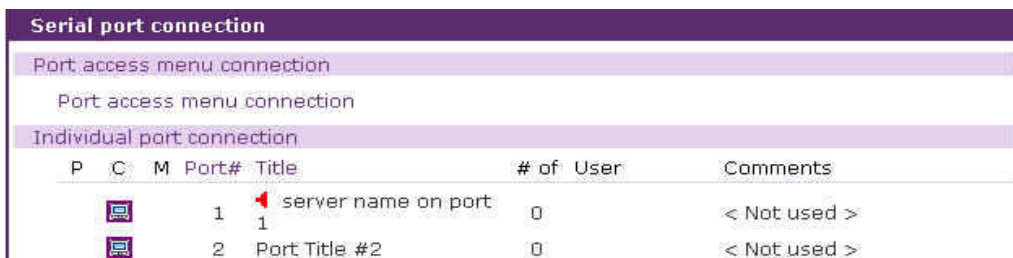 Serial port connection
Port access menu connection
Port access menu connection
Individual port connection
P C M Port# Title # of User Comments
1 server name on port 1 0 < Not used >
2 Port Title #2 0 < Not used >